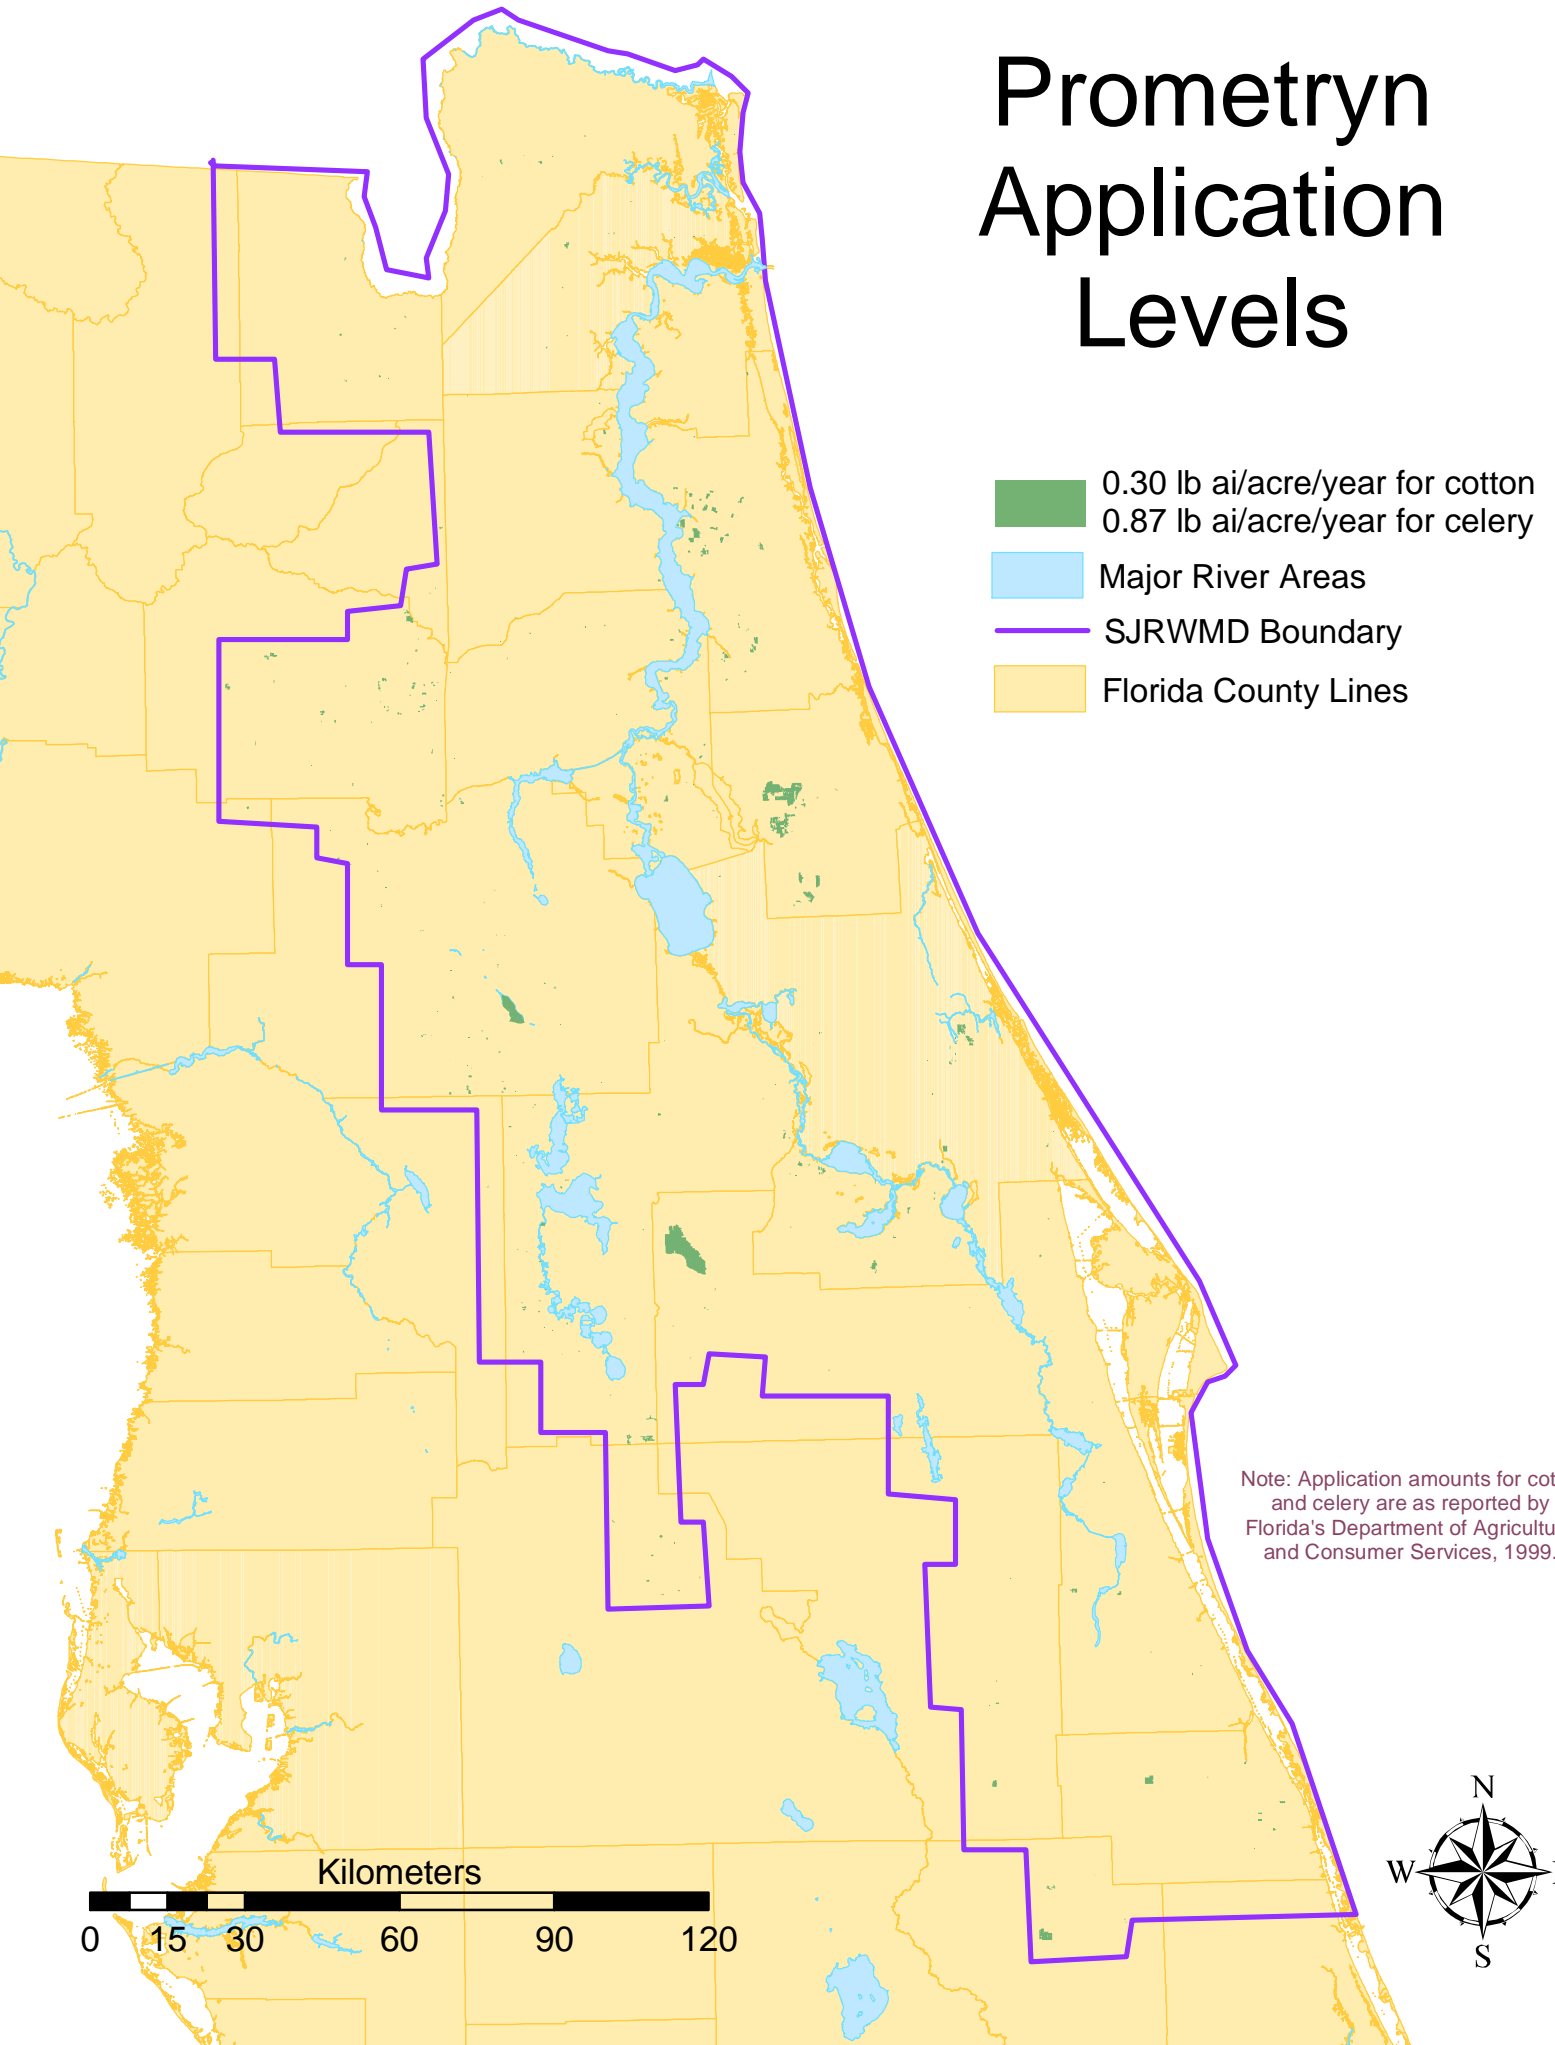 Prometryn
Application
Levels
0.30 lb ai/acre/year for cotton
0.87 lb ai/acre/year for celery
Major River Areas
SJRWMD Boundary
Florida County Lines
Note: Application amounts for
and celery are as reported by
Florida's Department of
and Consumer Services, 1999.
N
W
S
Kilometers
0 15 30 60 90 120